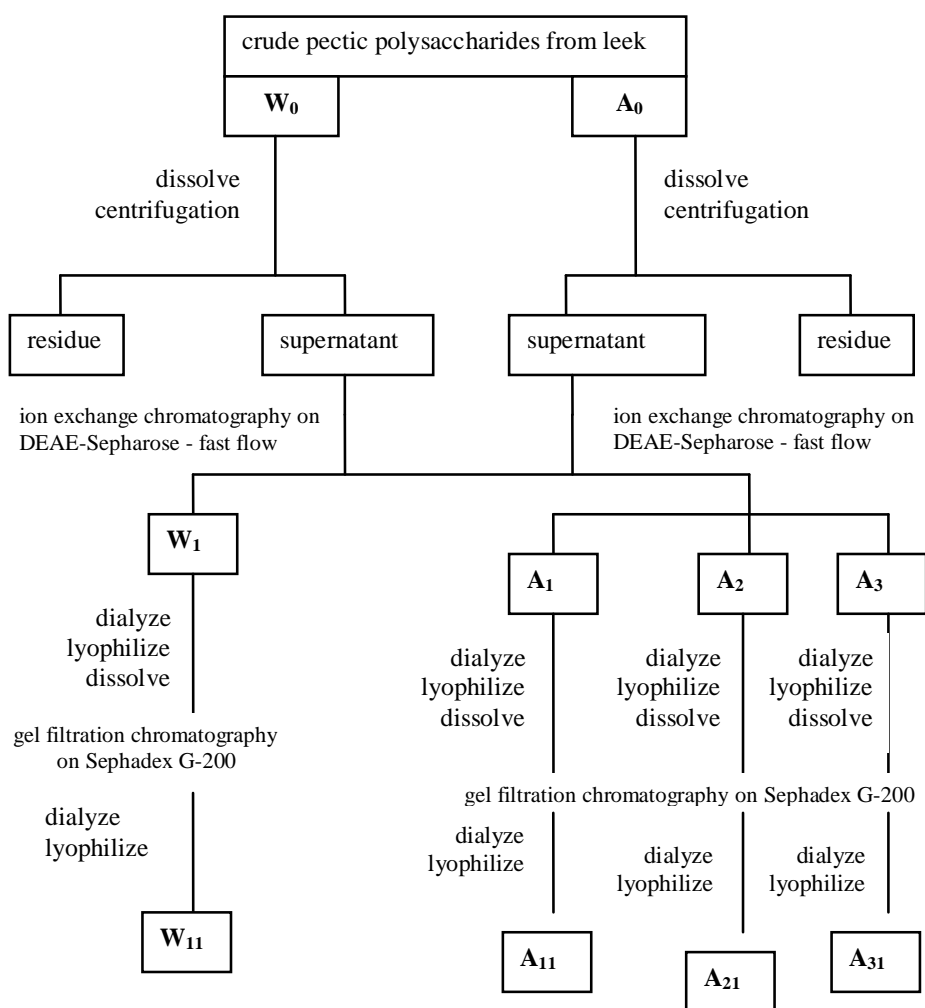 crude pectic polysaccharides from leek
W₀
A₀
dissolve
centrifugation
dissolve
centrifugation
residue
supernatant
supernatant
residue
ion exchange chromatography on
DEAE-Sepharose - fast flow
ion exchange chromatography on
DEAE-Sepharose - fast flow
W₁
A₁
A₂
A₃
dialyze
lyophilize
dissolve
dialyze
lyophilize
dissolve
dialyze
lyophilize
dissolve
dialyze
lyophilize
dissolve
gel filtration chromatography
on Sephadex G-200
gel filtration chromatography on Sephadex G-200
dialyze
lyophilize
dialyze
lyophilize
dialyze
lyophilize
dialyze
lyophilize
W₁₁
A₁₁
A₂₁
A₃₁